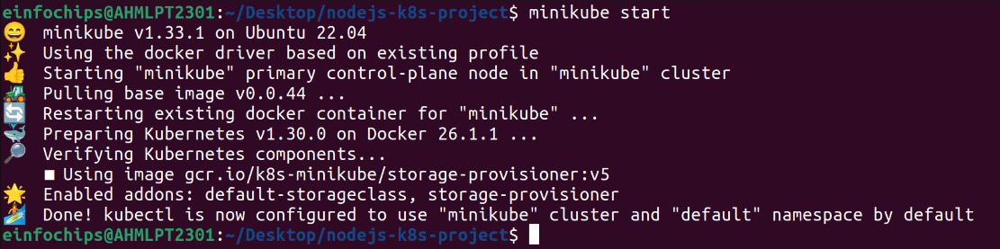 einfochips@AHMLPT2301:~/Desktop/nodejs-k8s-project$ minikube start
😄 minikube v1.33.1 on Ubuntu 22.04
✨ Using the docker driver based on existing profile
👍 Starting "minikube" primary control-plane node in "minikube" cluster
🚜 Pulling base image v0.0.44 ...
🔄 Restarting existing docker container for "minikube" ...
🐳 Preparing Kubernetes v1.30.0 on Docker 26.1.1 ...
🔎 Verifying Kubernetes components...
▪ Using image gcr.io/k8s-minikube/storage-provisioner:v5
🌟 Enabled addons: default-storageclass, storage-provisioner
🏄 Done! kubectl is now configured to use "minikube" cluster and "default" namespace by default
einfochips@AHMLPT2301:~/Desktop/nodejs-k8s-project$